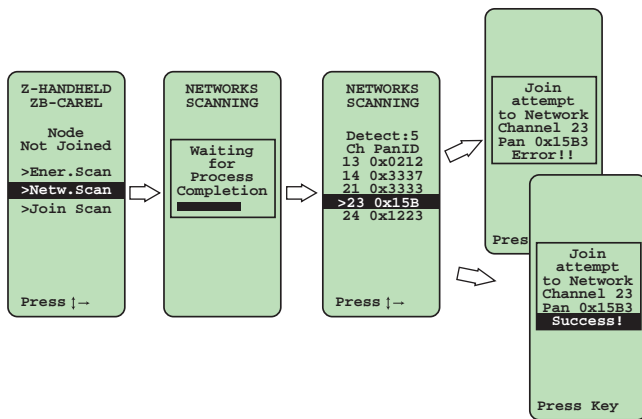 Z-HANDHELD
ZB-CAREL
Node
Not Joined
>Ener.Scan
>Netw.Scan
>Join Scan
Press ↕→
NETWORKS
SCANNING
Waiting
for
Process
Completion
NETWORKS
SCANNING
Detect:5
Ch PanID
13 0x0212
14 0x3337
21 0x3333
>23 0x15B
24 0x1223
Press ↕→
Join
attempt
to Network
Channel 23
Pan 0x15B3
Error!!
Pres
Join
attempt
to Network
Channel 23
Pan 0x15B3
Success!
Press Key